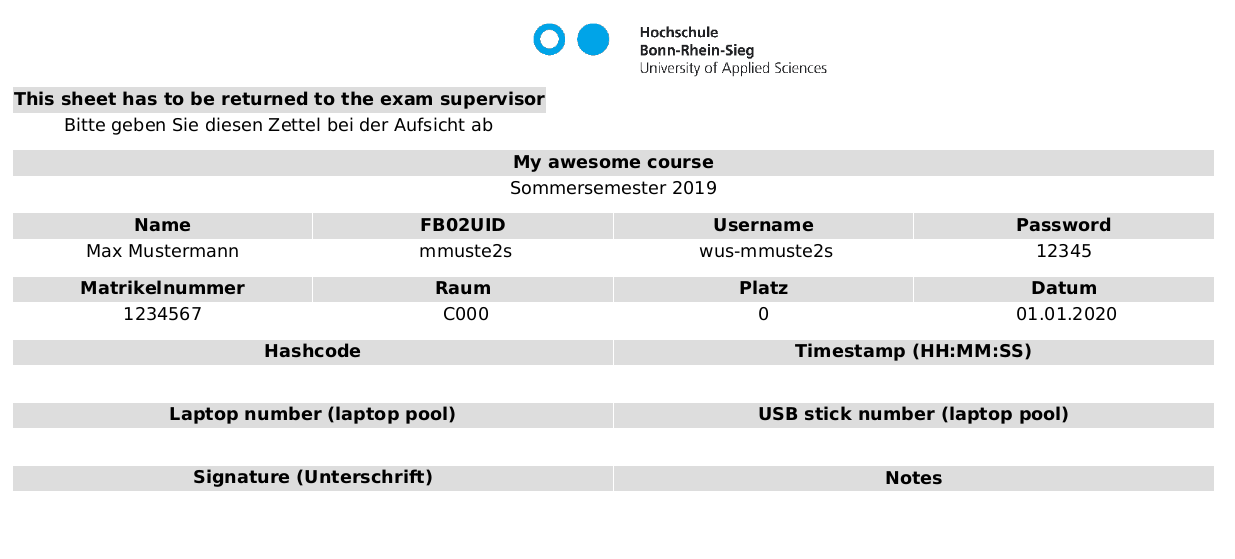 Hochschule
Bonn-Rhein-Sieg
University of Applied Sciences
This sheet has to be returned to the exam supervisor
Bitte geben Sie diesen Zettel bei der Aufsicht ab
My awesome course
Sommersemester 2019
Name FB02UID Username Password
Max Mustermann mmuste2s wus-mmuste2s 12345
Matrikelnummer Raum Platz Datum
1234567 C000 0 01.01.2020
Hashcode Timestamp (HH:MM:SS)
Laptop number (laptop pool) USB stick number (laptop pool)
Signature (Unterschrift) Notes